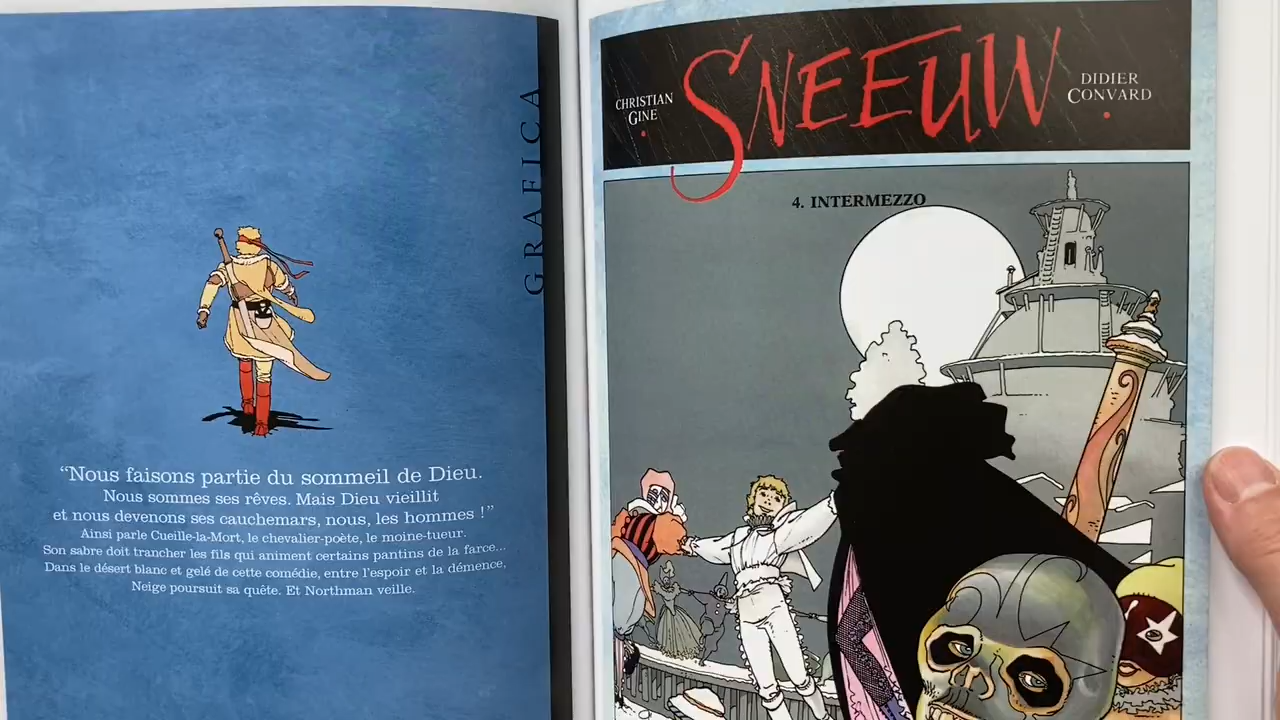 GRAFICA
“Nous faisons partie du sommeil de Dieu.
Nous sommes ses rêves. Mais Dieu vieillit
et nous devenons ses cauchemars, nous, les hommes !”
Ainsi parle Cueille-la-Mort, le chevalier-poète, le moine-tueur.
Son sabre doit trancher les fils qui animent certains pantins de la farce...
Dans le désert blanc et gelé de cette comédie, entre l’espoir et la démence,
Neige poursuit sa quête. Et Northman veille.
CHRISTIAN
GINE
SNEEUW
DIDIER
CONVARD
4. INTERMEZZO